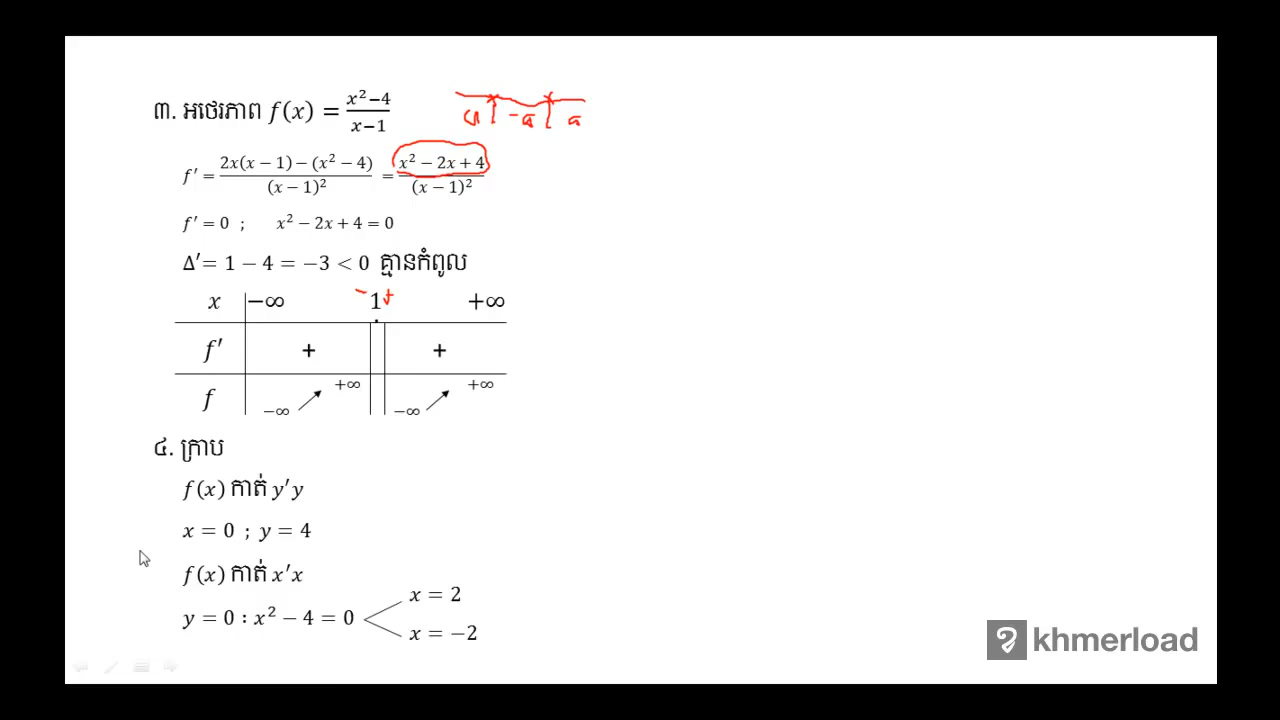 ៣. អថេរភាព f(x) = (x² − 4)/(x − 1)
a -a a
f′ = (2x(x − 1) − (x² − 4))/(x − 1)² = (x² − 2x + 4)/(x − 1)²
f′ = 0 ; x² − 2x + 4 = 0
Δ′ = 1 − 4 = −3 < 0 គ្មានកំពូល
x −∞ − 1 + +∞
f′ + +
f −∞ +∞ −∞ +∞
៤. ក្រាប
f(x) កាត់ y′y
x = 0 ; y = 4
f(x) កាត់ x′x
y = 0 : x² − 4 = 0
x = 2
x = −2
khmerload